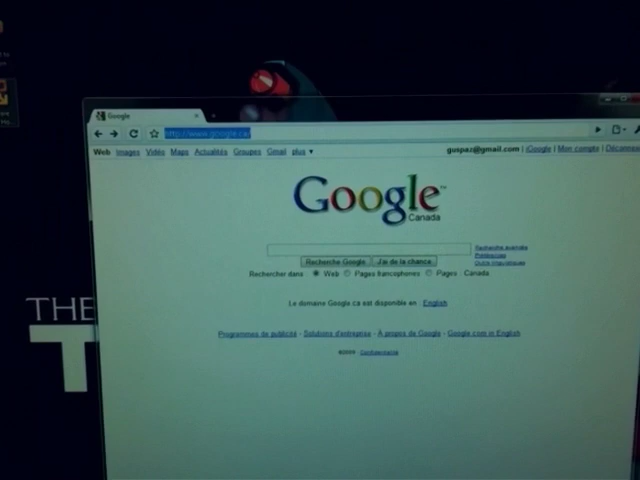 Google
http://www.google.ca/
Web Images Vidéo Maps Actualités Groupes Gmail plus ▼
guspaz@gmail.com | iGoogle | Mon compte | Déconnex
Google™
Canada
Recherche avancée
Préférences
Outils linguistiques
Recherche Google J'ai de la chance
Rechercher dans : Web Pages francophones Pages : Canada
Le domaine Google.ca est disponible en : English
THE
T
Programmes de publicité - Solutions d'entreprise - À propos de Google - Google.com in English
©2009 - Confidentialité